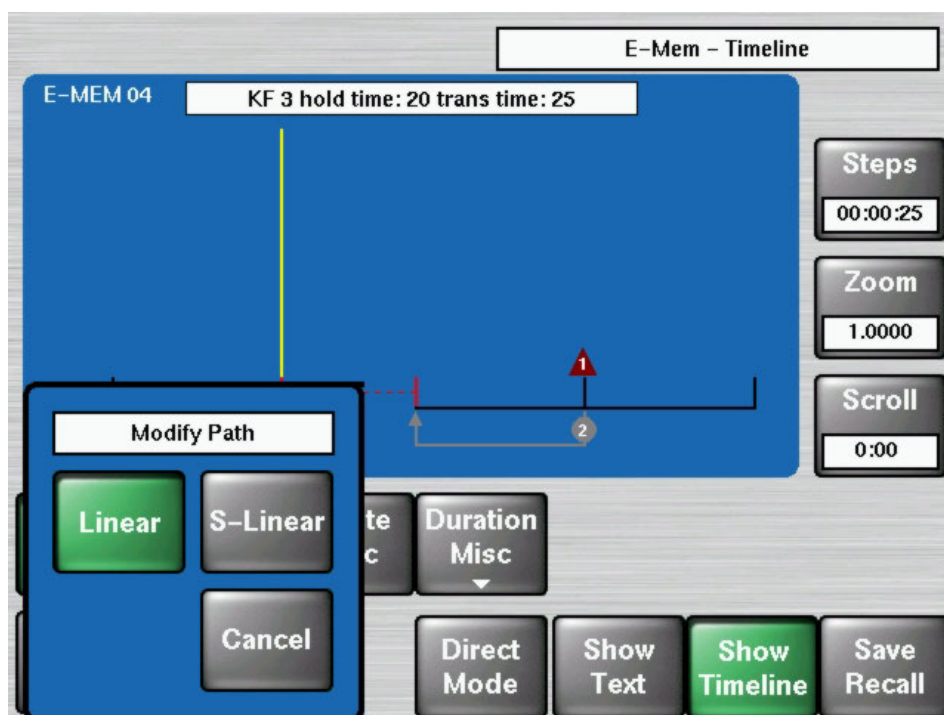 E-Mem - Timeline
E-MEM 04
KF 3 hold time: 20 trans time: 25
Steps
00:00:25
Zoom
1.0000
1
Scroll
2
0:00
Modify Path
Linear
S-Linear
te
c
Duration
Misc
Cancel
Direct
Mode
Show
Text
Show
Timeline
Save
Recall